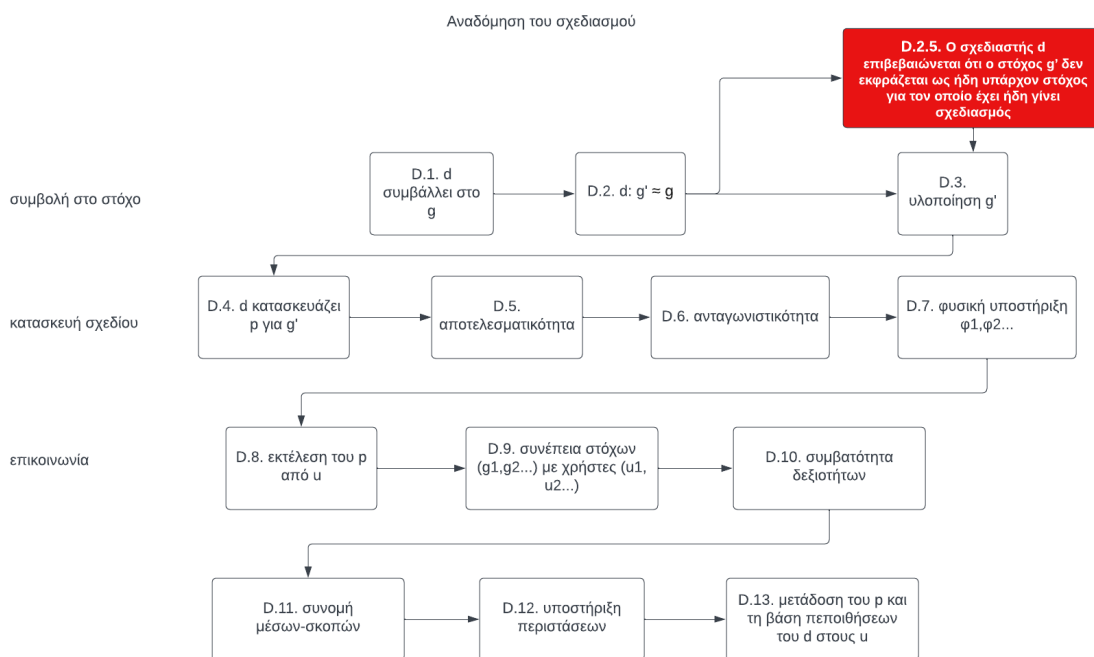 Αναδόμηση του σχεδιασμού
D.2.5. Ο σχεδιαστής d
επιβεβαιώνεται ότι ο στόχος g' δεν
εκφράζεται ως ήδη υπάρχον στόχος
για τον οποίο έχει ήδη γίνει
σχεδιασμός
συμβολή στο στόχο
D.1. d
συμβάλλει στο
g
D.2. d: g' ≈ g
D.3.
υλοποίηση g'
κατασκευή σχεδίου
D.4. d κατασκευάζει
p για g'
D.5.
αποτελεσματικότητα
D.6. ανταγωνιστικότητα
D.7. φυσική υποστήριξη
φ1,φ2...
επικοινωνία
D.8. εκτέλεση του p
από u
D.9. συνέπεια στόχων
(g1,g2...) με χρήστες (u1,
u2...)
D.10. συμβατότητα
δεξιοτήτων
D.11. συνομή
μέσων-σκοπών
D.12. υποστήριξη
περιστάσεων
D.13. μετάδοση του p και
τη βάση πεποιθήσεων
του d στους u